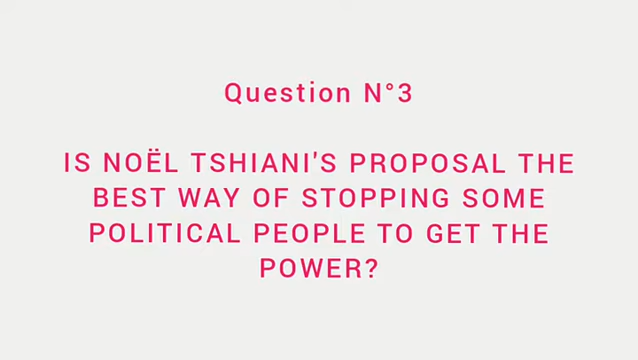 Question N°3
IS NOËL TSHIANI'S PROPOSAL THE
BEST WAY OF STOPPING SOME
POLITICAL PEOPLE TO GET THE
POWER?